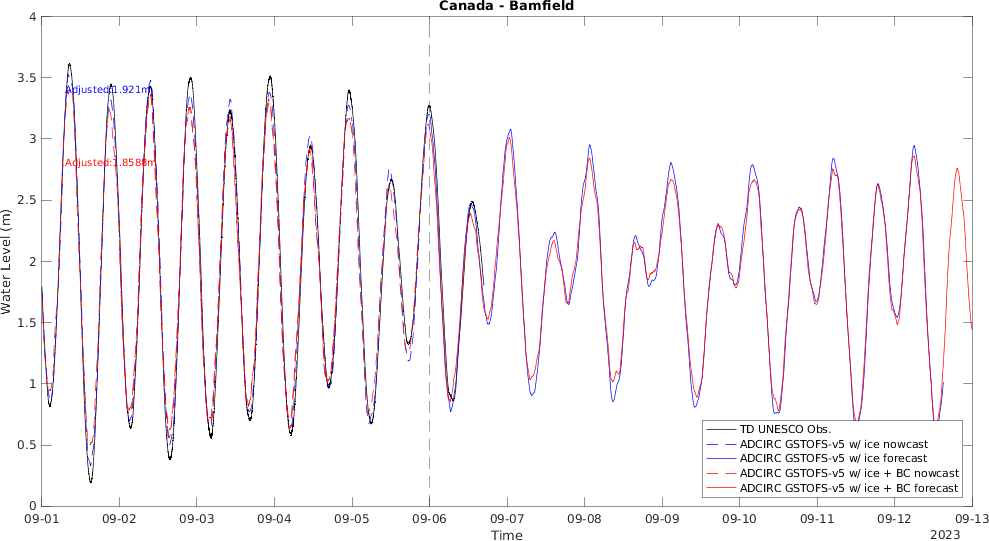 Canada - Bamfield
4
3.5
3
2.5
2
1.5
1
0.5
0
Water Level (m)
Adjusted:1.921m
Adjusted:1.8588m
TD UNESCO Obs.
ADCIRC GSTOFS-v5 w/ ice nowcast
ADCIRC GSTOFS-v5 w/ ice forecast
ADCIRC GSTOFS-v5 w/ ice + BC nowcast
ADCIRC GSTOFS-v5 w/ ice + BC forecast
09-01 09-02 09-03 09-04 09-05 09-06 09-07 09-08 09-09 09-10 09-11 09-12 09-13
Time
2023